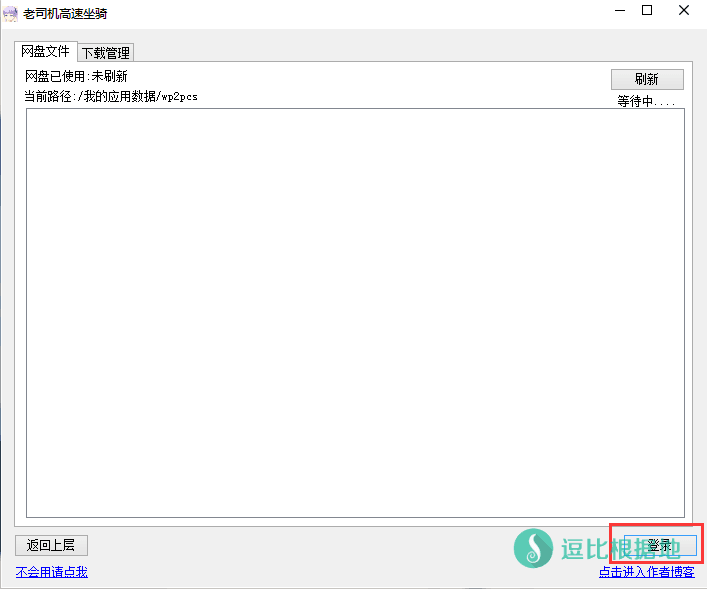 老司机高速坐骑
网盘文件 下载管理
网盘已使用:未刷新 刷新
当前路径:/我的应用数据/wp2pcs 等待中....
返回上层 逗比根据地 登录
不会用请点我 点击进入作者博客